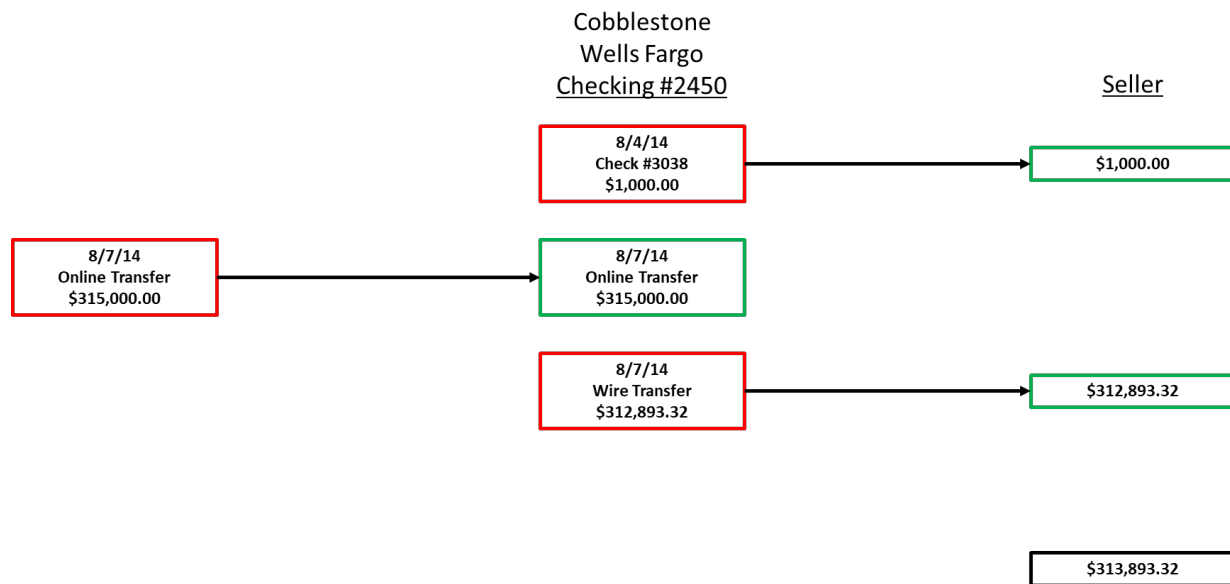 Cobblestone
Wells Fargo
Checking #2450
Seller
8/4/14
Check #3038
$1,000.00
$1,000.00
8/7/14
Online Transfer
$315,000.00
8/7/14
Online Transfer
$315,000.00
8/7/14
Wire Transfer
$312,893.32
$312,893.32
$313,893.32